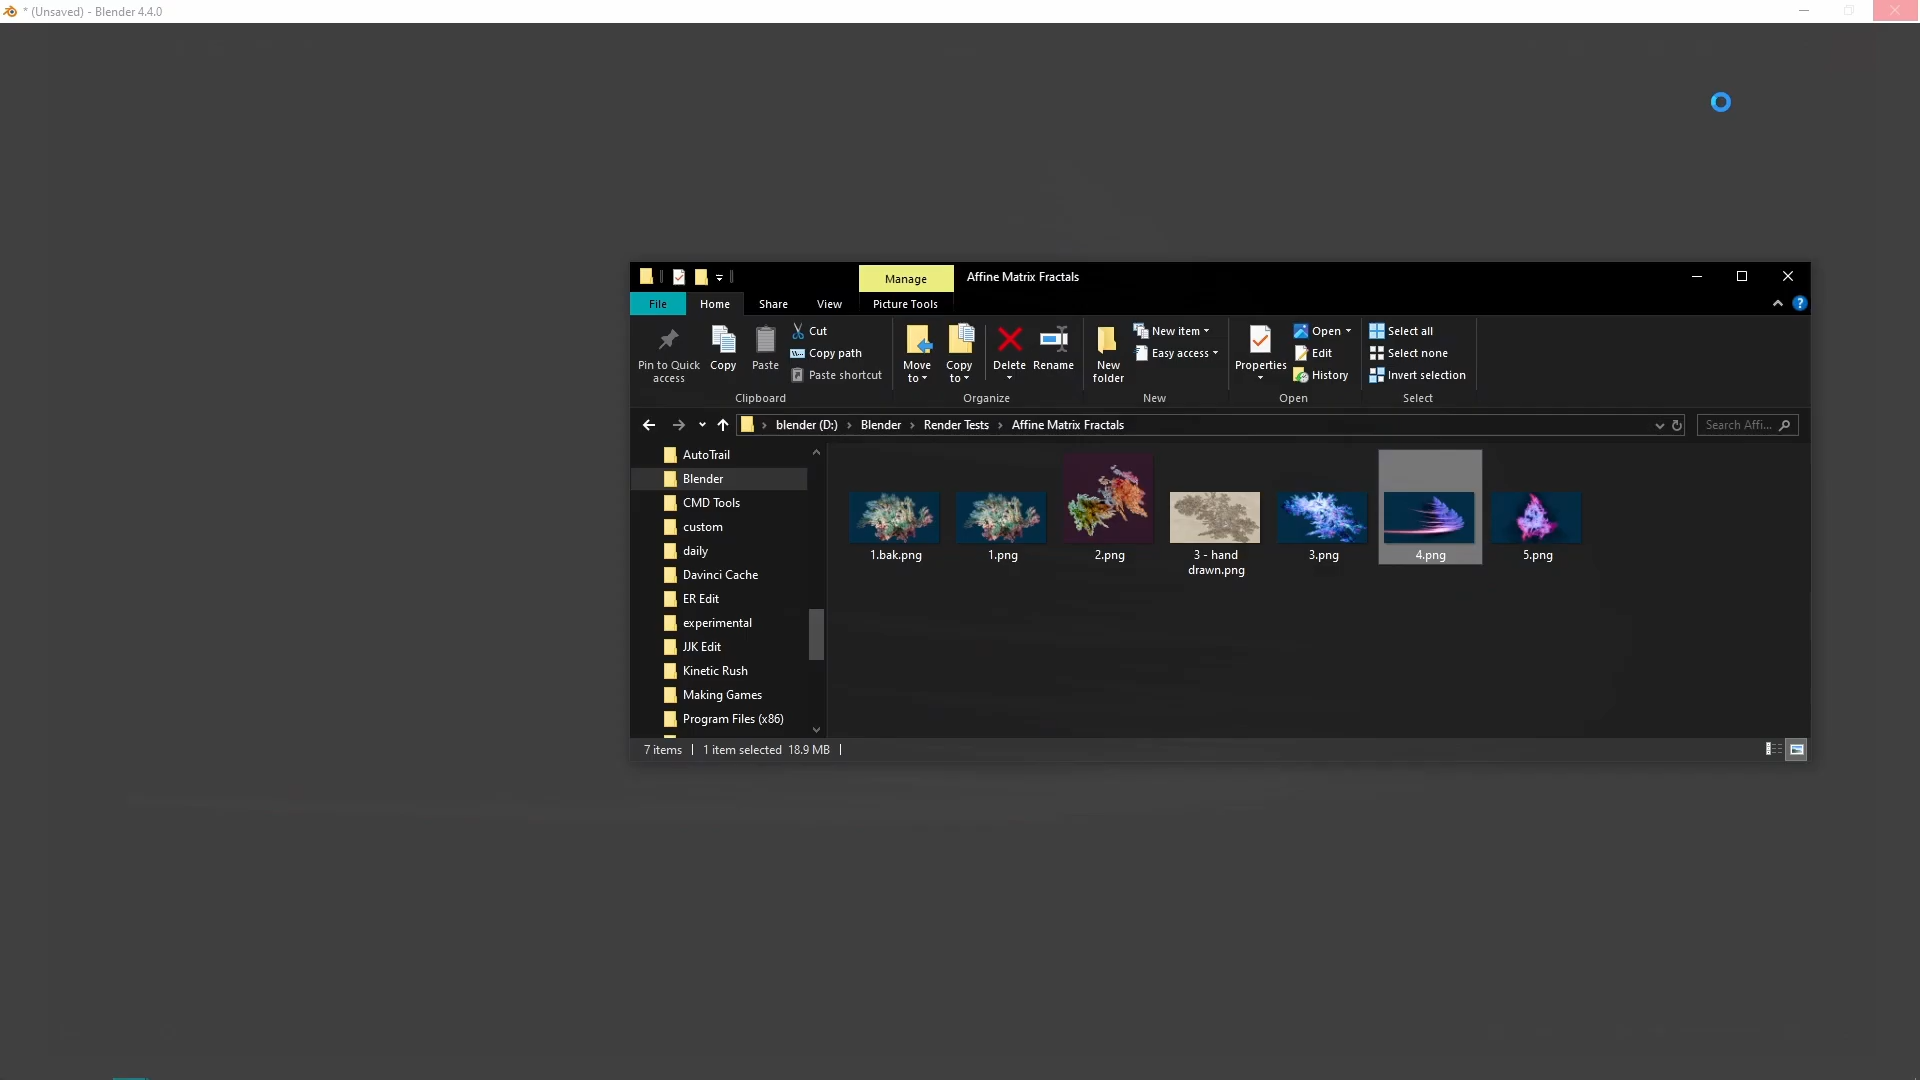 * (Unsaved) - Blender 4.4.0
Manage
Affine Matrix Fractals
File
Home
Share
View
Picture Tools
Pin to Quick
access
Copy
Paste
Cut
Copy path
Paste shortcut
Clipboard
Move
to
Copy
to
Delete
Rename
Organize
New
folder
New item
Easy access
New
Properties
Open
Edit
History
Open
Select all
Select none
Invert selection
Select
blender (D:) > Blender > Render Tests > Affine Matrix Fractals
Search Affi...
AutoTrail
Blender
CMD Tools
custom
daily
Davinci Cache
ER Edit
experimental
JJK Edit
Kinetic Rush
Making Games
Program Files (x86)
1.bak.png
1.png
2.png
3 - hand
drawn.png
3.png
4.png
5.png
7 items
1 item selected 18.9 MB